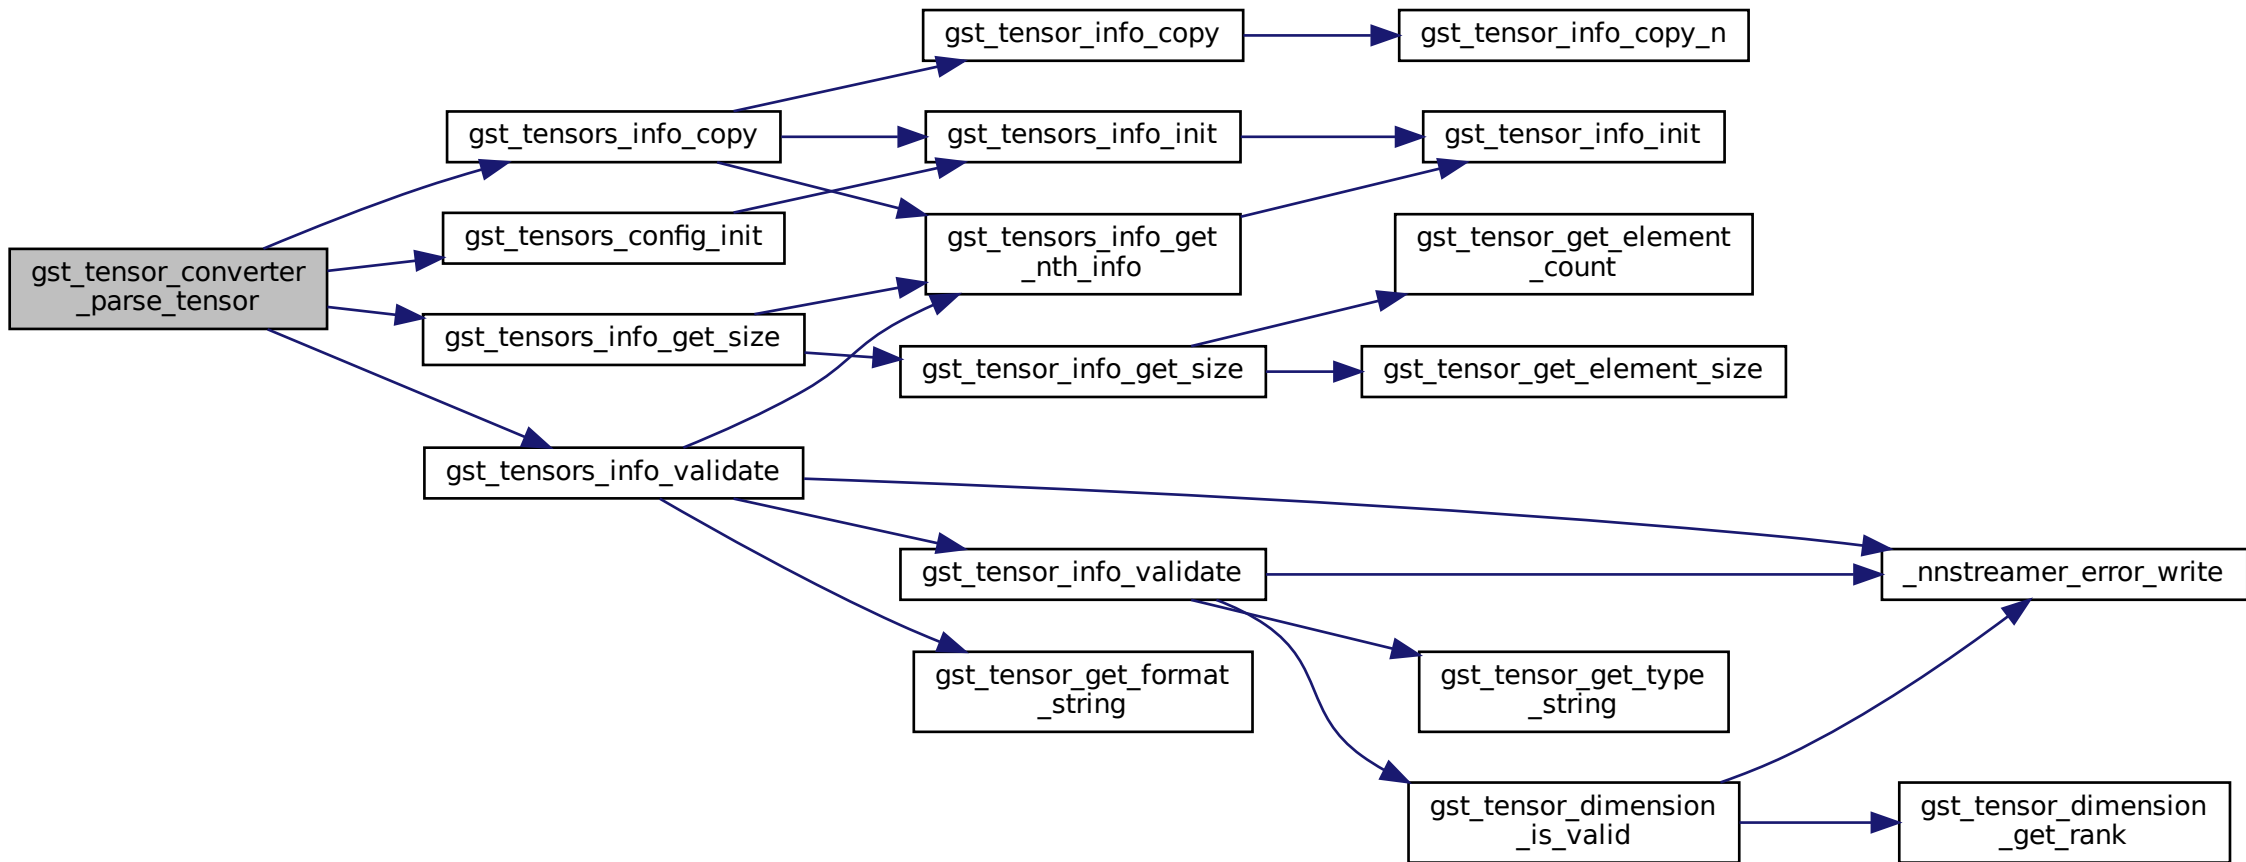 gst_tensor_converter
_parse_tensor
gst_tensors_info_copy
gst_tensors_config_init
gst_tensors_info_get_size
gst_tensors_info_validate
gst_tensor_info_copy
gst_tensors_info_init
gst_tensors_info_get
_nth_info
gst_tensor_info_get_size
gst_tensor_info_validate
gst_tensor_get_format
_string
gst_tensor_info_copy_n
gst_tensor_info_init
gst_tensor_get_element
_count
gst_tensor_get_element_size
gst_tensor_get_type
_string
gst_tensor_dimension
_is_valid
_nnstreamer_error_write
gst_tensor_dimension
_get_rank